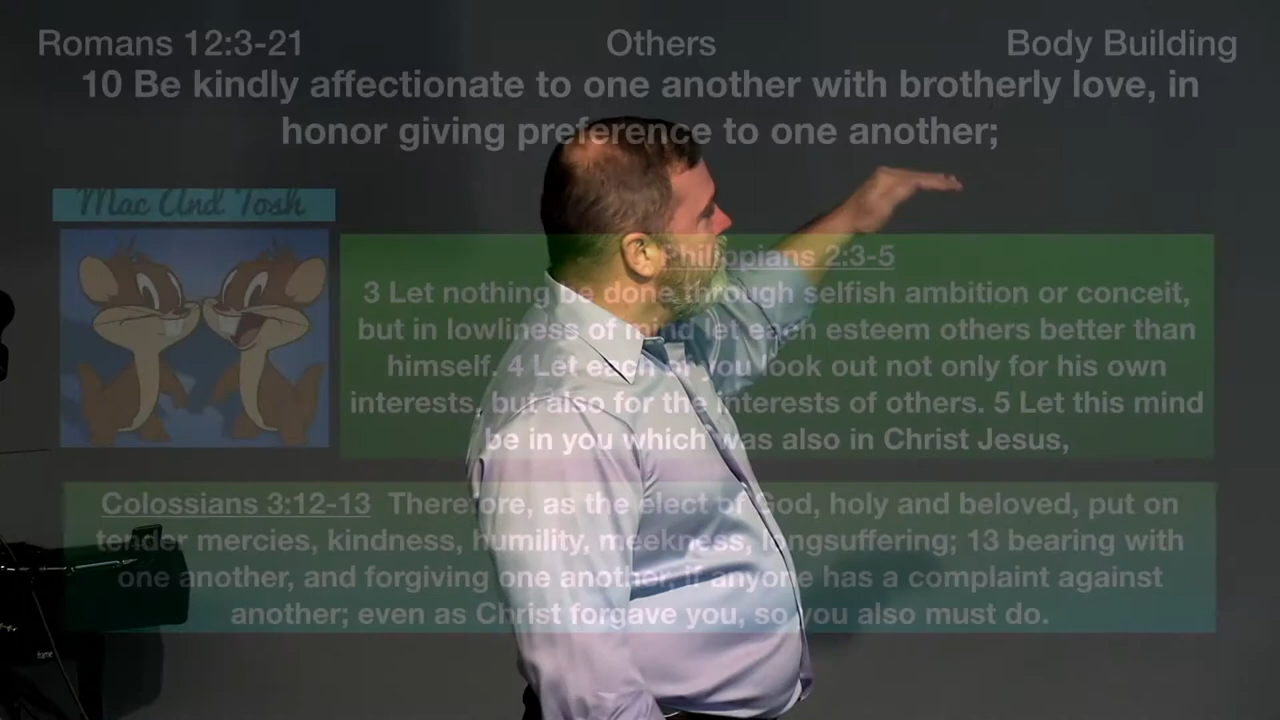 Romans 12:3-21 Others Body Building
10 Be kindly affectionate to one another with brotherly love, in
honor giving preference to one another;
Mac And Tosh
Philippians 2:3-5
3 Let nothing be done through selfish ambition or conceit,
but in lowliness of mind let each esteem others better than
himself. 4 Let each of you look out not only for his own
interests, but also for the interests of others. 5 Let this mind
be in you which was also in Christ Jesus,
Colossians 3:12-13 Therefore, as the elect of God, holy and beloved, put on
tender mercies, kindness, humility, meekness, longsuffering; 13 bearing with
one another, and forgiving one another, if anyone has a complaint against
another; even as Christ forgave you, so you also must do.